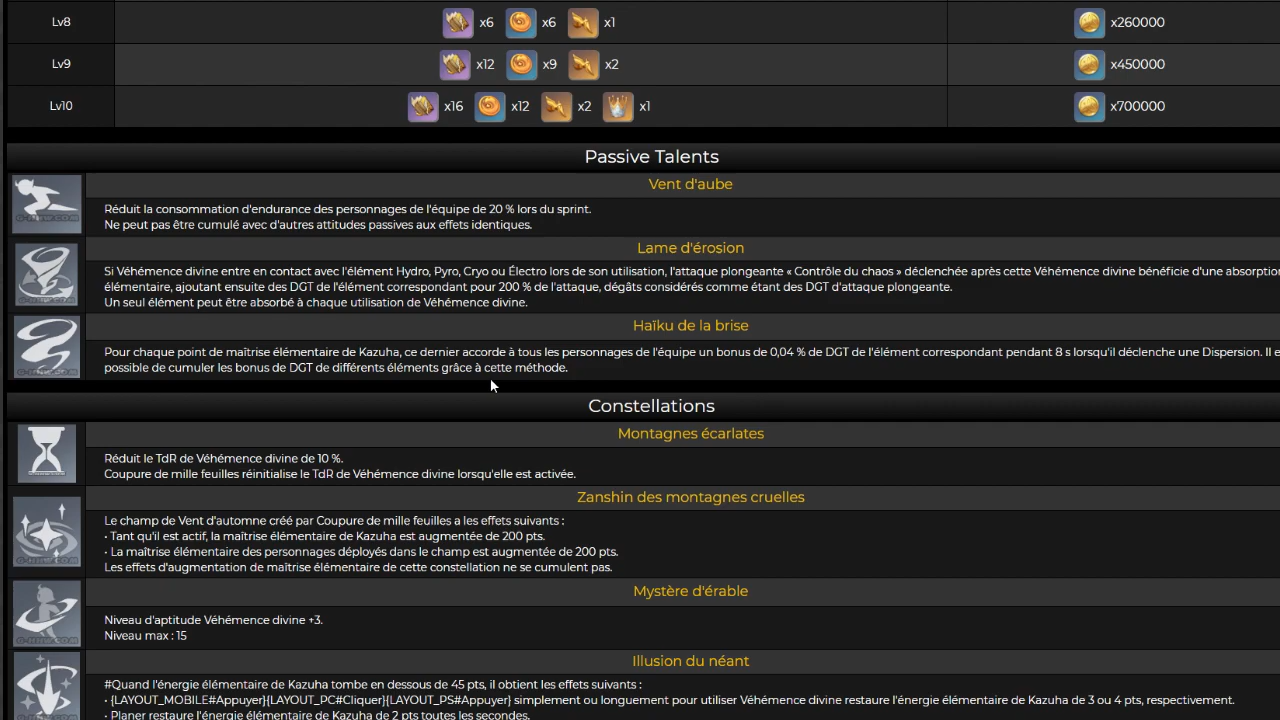 Lv8 x6 x6 x1 x260000
Lv9 x12 x9 x2 x450000
Lv10 x16 x12 x2 x1 x700000
Passive Talents
Vent d'aube
Réduit la consommation d'endurance des personnages de l'équipe de 20 % lors du sprint.
Ne peut pas être cumulé avec d'autres attitudes passives aux effets identiques.
Lame d'érosion
Si Véhémence divine entre en contact avec l'élément Hydro, Pyro, Cryo ou Électro lors de son utilisation, l'attaque plongeante « Contrôle du chaos » déclenchée après cette Véhémence divine bénéficie d'une absorptio
élémentaire, ajoutant ensuite des DGT de l'élément correspondant pour 200 % de l'attaque, dégâts considérés comme étant des DGT d'attaque plongeante.
Un seul élément peut être absorbé à chaque utilisation de Véhémence divine.
Haïku de la brise
Pour chaque point de maîtrise élémentaire de Kazuha, ce dernier accorde à tous les personnages de l'équipe un bonus de 0,04 % de DGT de l'élément correspondant pendant 8 s lorsqu'il déclenche une Dispersion. Il e
possible de cumuler les bonus de DGT de différents éléments grâce à cette méthode.
Constellations
Montagnes écarlates
Réduit le TdR de Véhémence divine de 10 %.
Coupure de mille feuilles réinitialise le TdR de Véhémence divine lorsqu'elle est activée.
Zanshin des montagnes cruelles
Le champ de Vent d'automne créé par Coupure de mille feuilles a les effets suivants :
• Tant qu'il est actif, la maîtrise élémentaire de Kazuha est augmentée de 200 pts.
• La maîtrise élémentaire des personnages déployés dans le champ est augmentée de 200 pts.
Les effets d'augmentation de maîtrise élémentaire de cette constellation ne se cumulent pas.
Mystère d'érable
Niveau d'aptitude Véhémence divine +3.
Niveau max : 15
Illusion du néant
#Quand l'énergie élémentaire de Kazuha tombe en dessous de 45 pts, il obtient les effets suivants :
• {LAYOUT_MOBILE#Appuyer}{LAYOUT_PC#Cliquer}{LAYOUT_PS#Appuyer} simplement ou longuement pour utiliser Véhémence divine restaure l'énergie élémentaire de Kazuha de 3 ou 4 pts, respectivement.
• Planer restaure l'énergie élémentaire de Kazuha de 2 pts toutes les secondes.